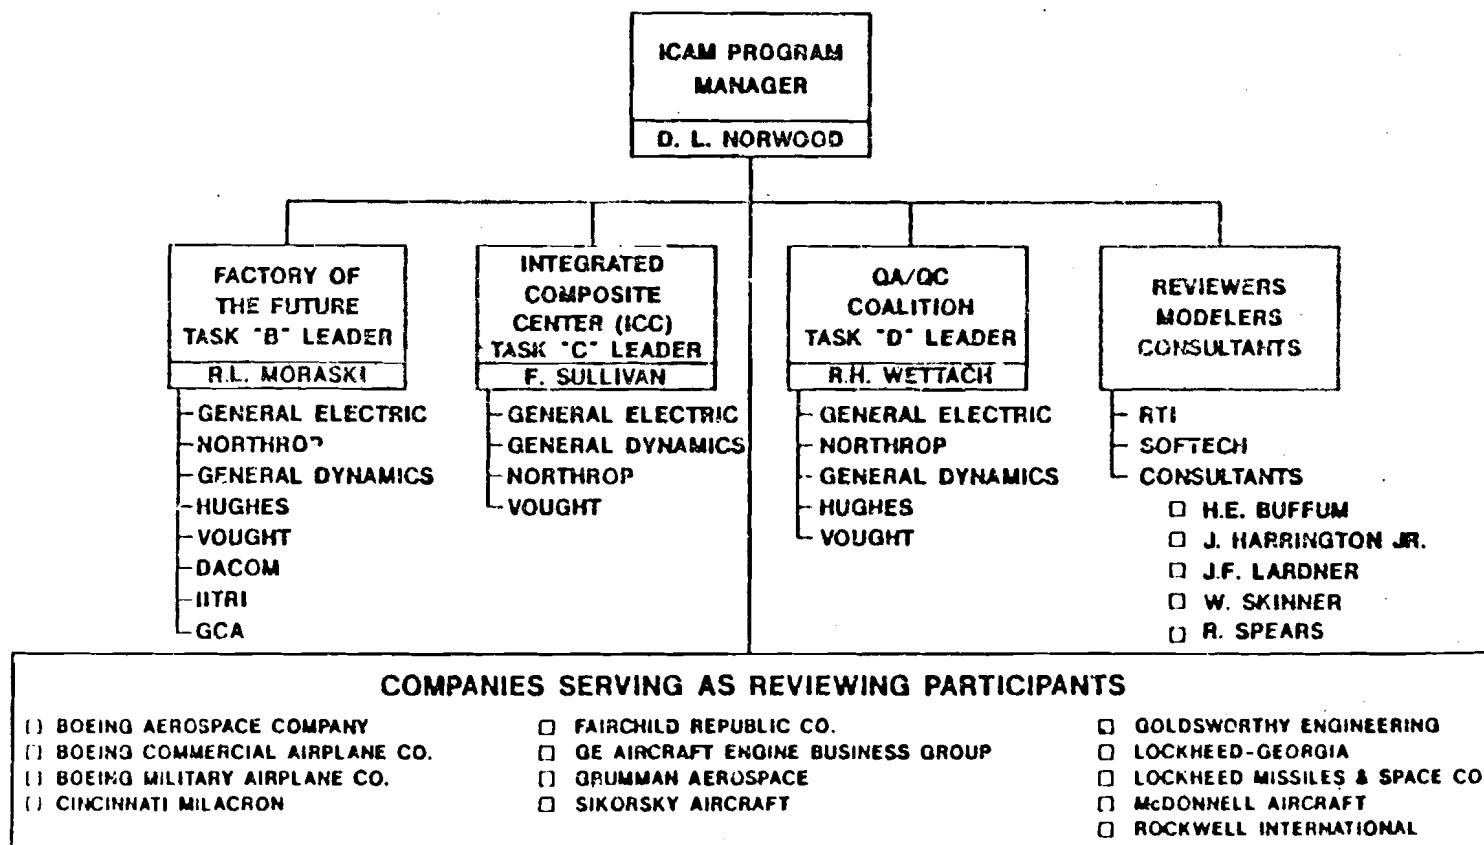 ICAM PROGRAM
MANAGER
D. L. NORWOOD
FACTORY OF
THE FUTURE
TASK "B" LEADER
R.L. MORASKI
GENERAL ELECTRIC
NORTHROP
GENERAL DYNAMICS
HUGHES
VOUGHT
DACOM
IITRI
GCA
INTEGRATED
COMPOSITE
CENTER (ICC)
TASK "C" LEADER
F. SULLIVAN
GENERAL ELECTRIC
GENERAL DYNAMICS
NORTHROP
VOUGHT
QA/QC
COALITION
TASK "D" LEADER
R.H. WETTACH
GENERAL ELECTRIC
NORTHROP
GENERAL DYNAMICS
HUGHES
VOUGHT
REVIEWERS
MODELERS
CONSULTANTS
RTI
SOFTECH
CONSULTANTS
H.E. BUFFUM
J. HARRINGTON JR.
J.F. LARDNER
W. SKINNER
R. SPEARS
COMPANIES SERVING AS REVIEWING PARTICIPANTS
BOEING AEROSPACE COMPANY
BOEING COMMERCIAL AIRPLANE CO.
BOEING MILITARY AIRPLANE CO.
CINCINNATI MILACRON
FAIRCHILD REPUBLIC CO.
GE AIRCRAFT ENGINE BUSINESS GROUP
GRUMMAN AEROSPACE
SIKORSKY AIRCRAFT
GOLDSWORTHY ENGINEERING
LOCKHEED-GEORGIA
LOCKHEED MISSILES & SPACE CO
McDONNELL AIRCRAFT
ROCKWELL INTERNATIONAL